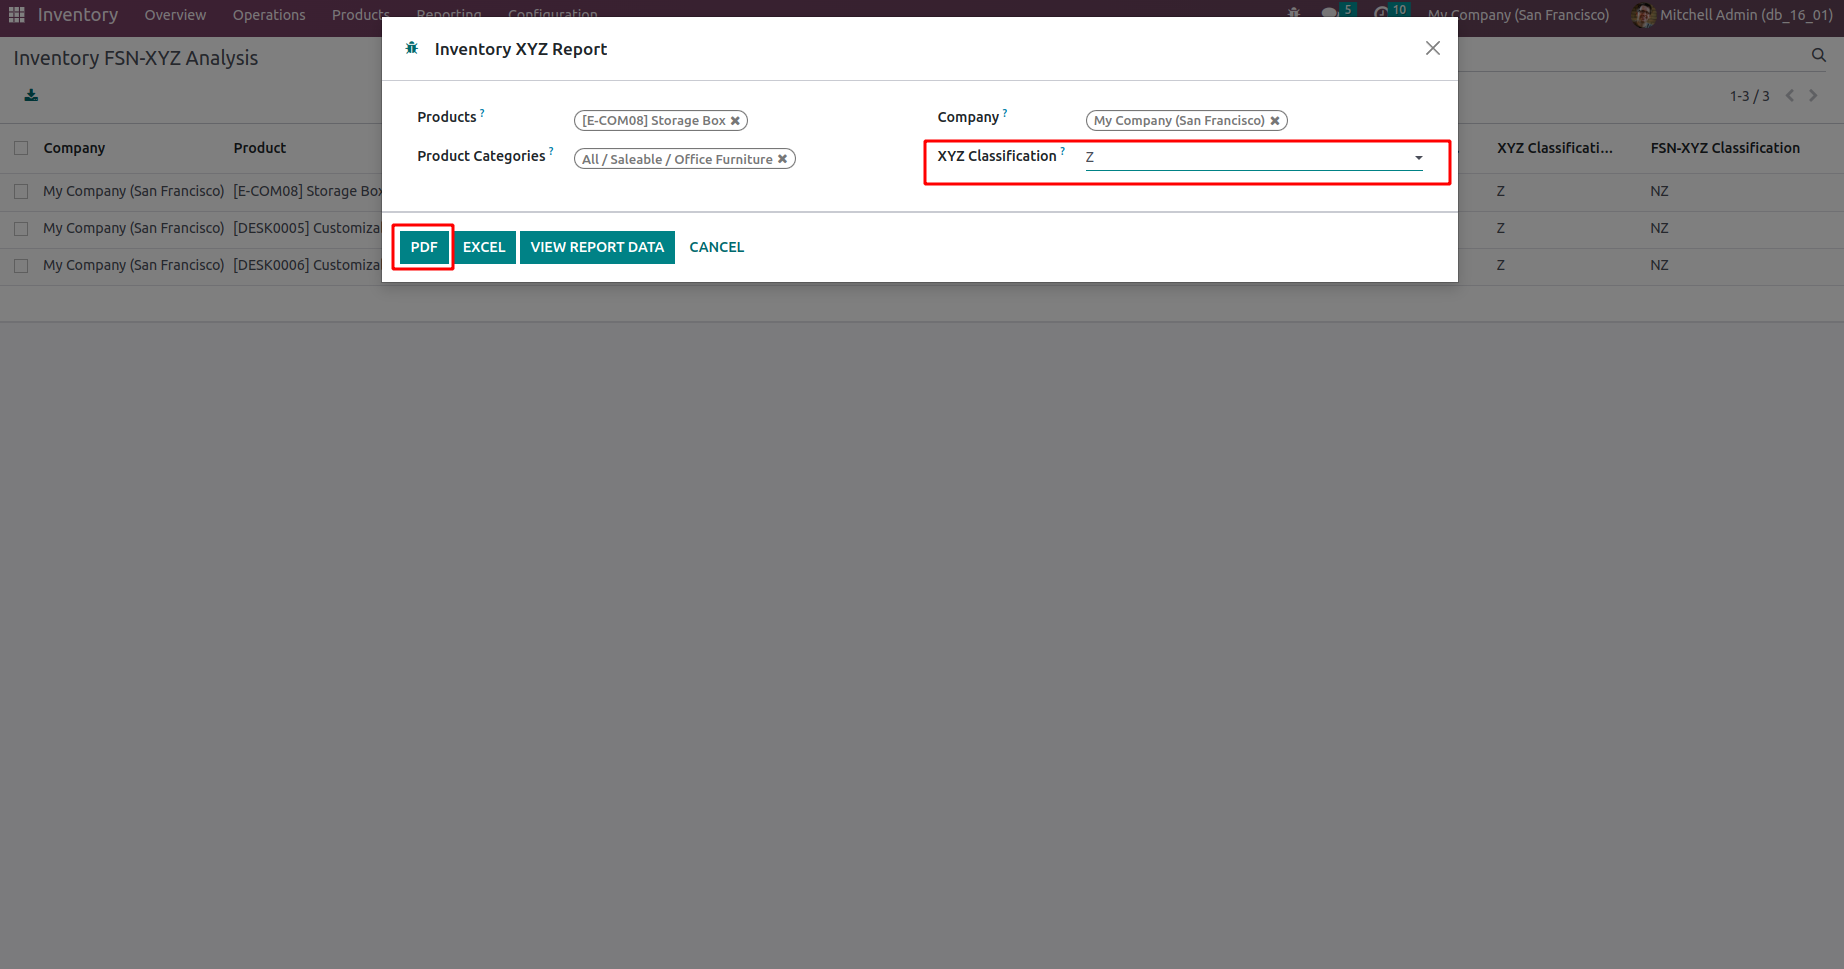 Inventory Overview Operations Products Reporting Configuration 5 10 My Company (San Francisco) Mitchell Admin (db_16_01)
Inventory FSN-XYZ Analysis
1-3 / 3
Company Product XYZ Classificati... FSN-XYZ Classification
My Company (San Francisco) [E-COM08] Storage Box Z NZ
My Company (San Francisco) [DESK0005] Customiza Z NZ
My Company (San Francisco) [DESK0006] Customiza Z NZ
Inventory XYZ Report
Products ? [E-COM08] Storage Box ✖ Company ? My Company (San Francisco) ✖
Product Categories ? All / Saleable / Office Furniture ✖ XYZ Classification ? Z
PDF EXCEL VIEW REPORT DATA CANCEL